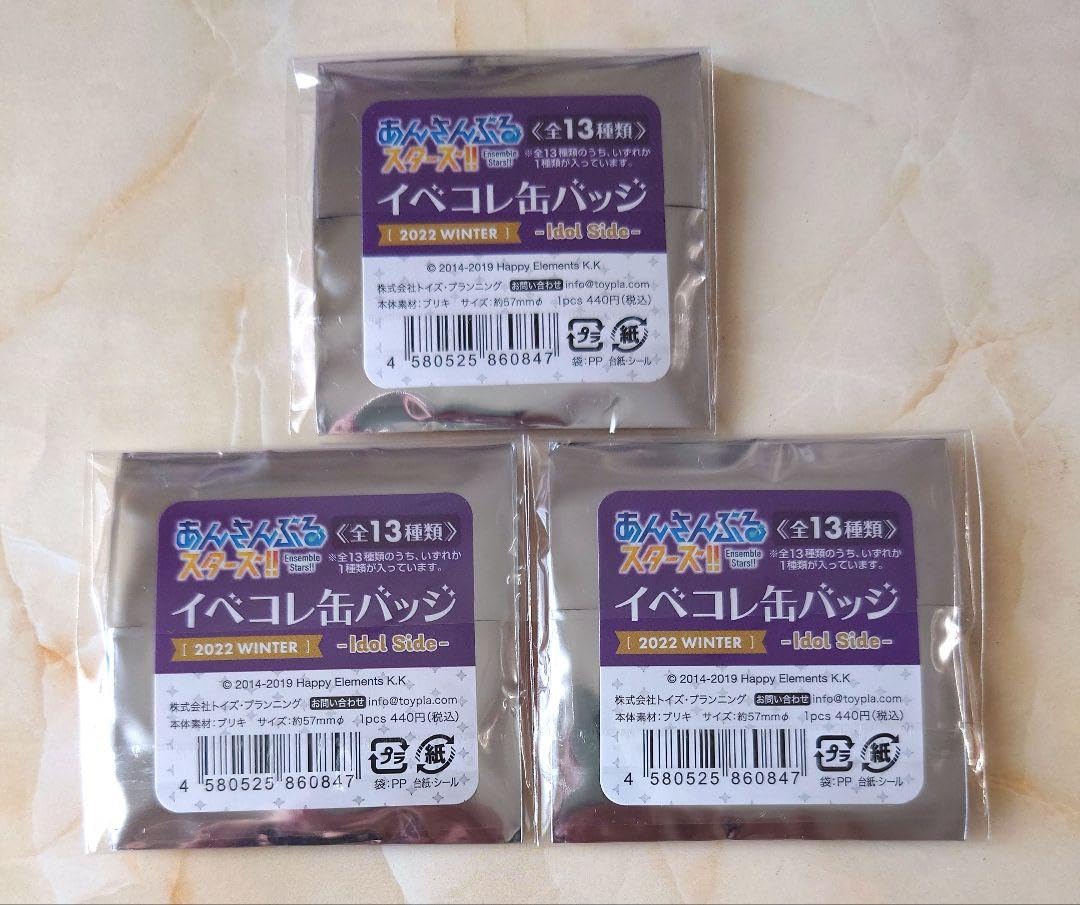 あんさんぶる
スターズ!! Ensemble Stars!!
《全13種類》
※全13種類のうち、いずれか
1種類が入っています。
イベコレ缶バッジ
[ 2022 WINTER ] -Idol Side-
© 2014-2019 Happy Elements K.K
株式会社トイズ・プランニング お問い合わせ info@toypla.com
本体素材:ブリキ サイズ:約57mmφ 1pcs 440円(税込)
プラ 紙
4 580525 860847 袋:PP 台紙・シール
あんさんぶる
スターズ!! Ensemble Stars!!
《全13種類》
※全13種類のうち、いずれか
1種類が入っています。
イベコレ缶バッジ
[ 2022 WINTER ] -Idol Side-
© 2014-2019 Happy Elements K.K
株式会社トイズ・プランニング お問い合わせ info@toypla.com
本体素材:ブリキ サイズ:約57mmφ 1pcs 440円(税込)
プラ 紙
4 580525 860847 袋:PP 台紙・シール
あんさんぶる
スターズ!! Ensemble Stars!!
《全13種類》
※全13種類のうち、いずれか
1種類が入っています。
イベコレ缶バッジ
[ 2022 WINTER ] -Idol Side-
© 2014-2019 Happy Elements K.K
株式会社トイズ・プランニング お問い合わせ info@toypla.com
本体素材:ブリキ サイズ:約57mmφ 1pcs 440円(税込)
プラ 紙
4 580525 860847 袋:PP 台紙・シール